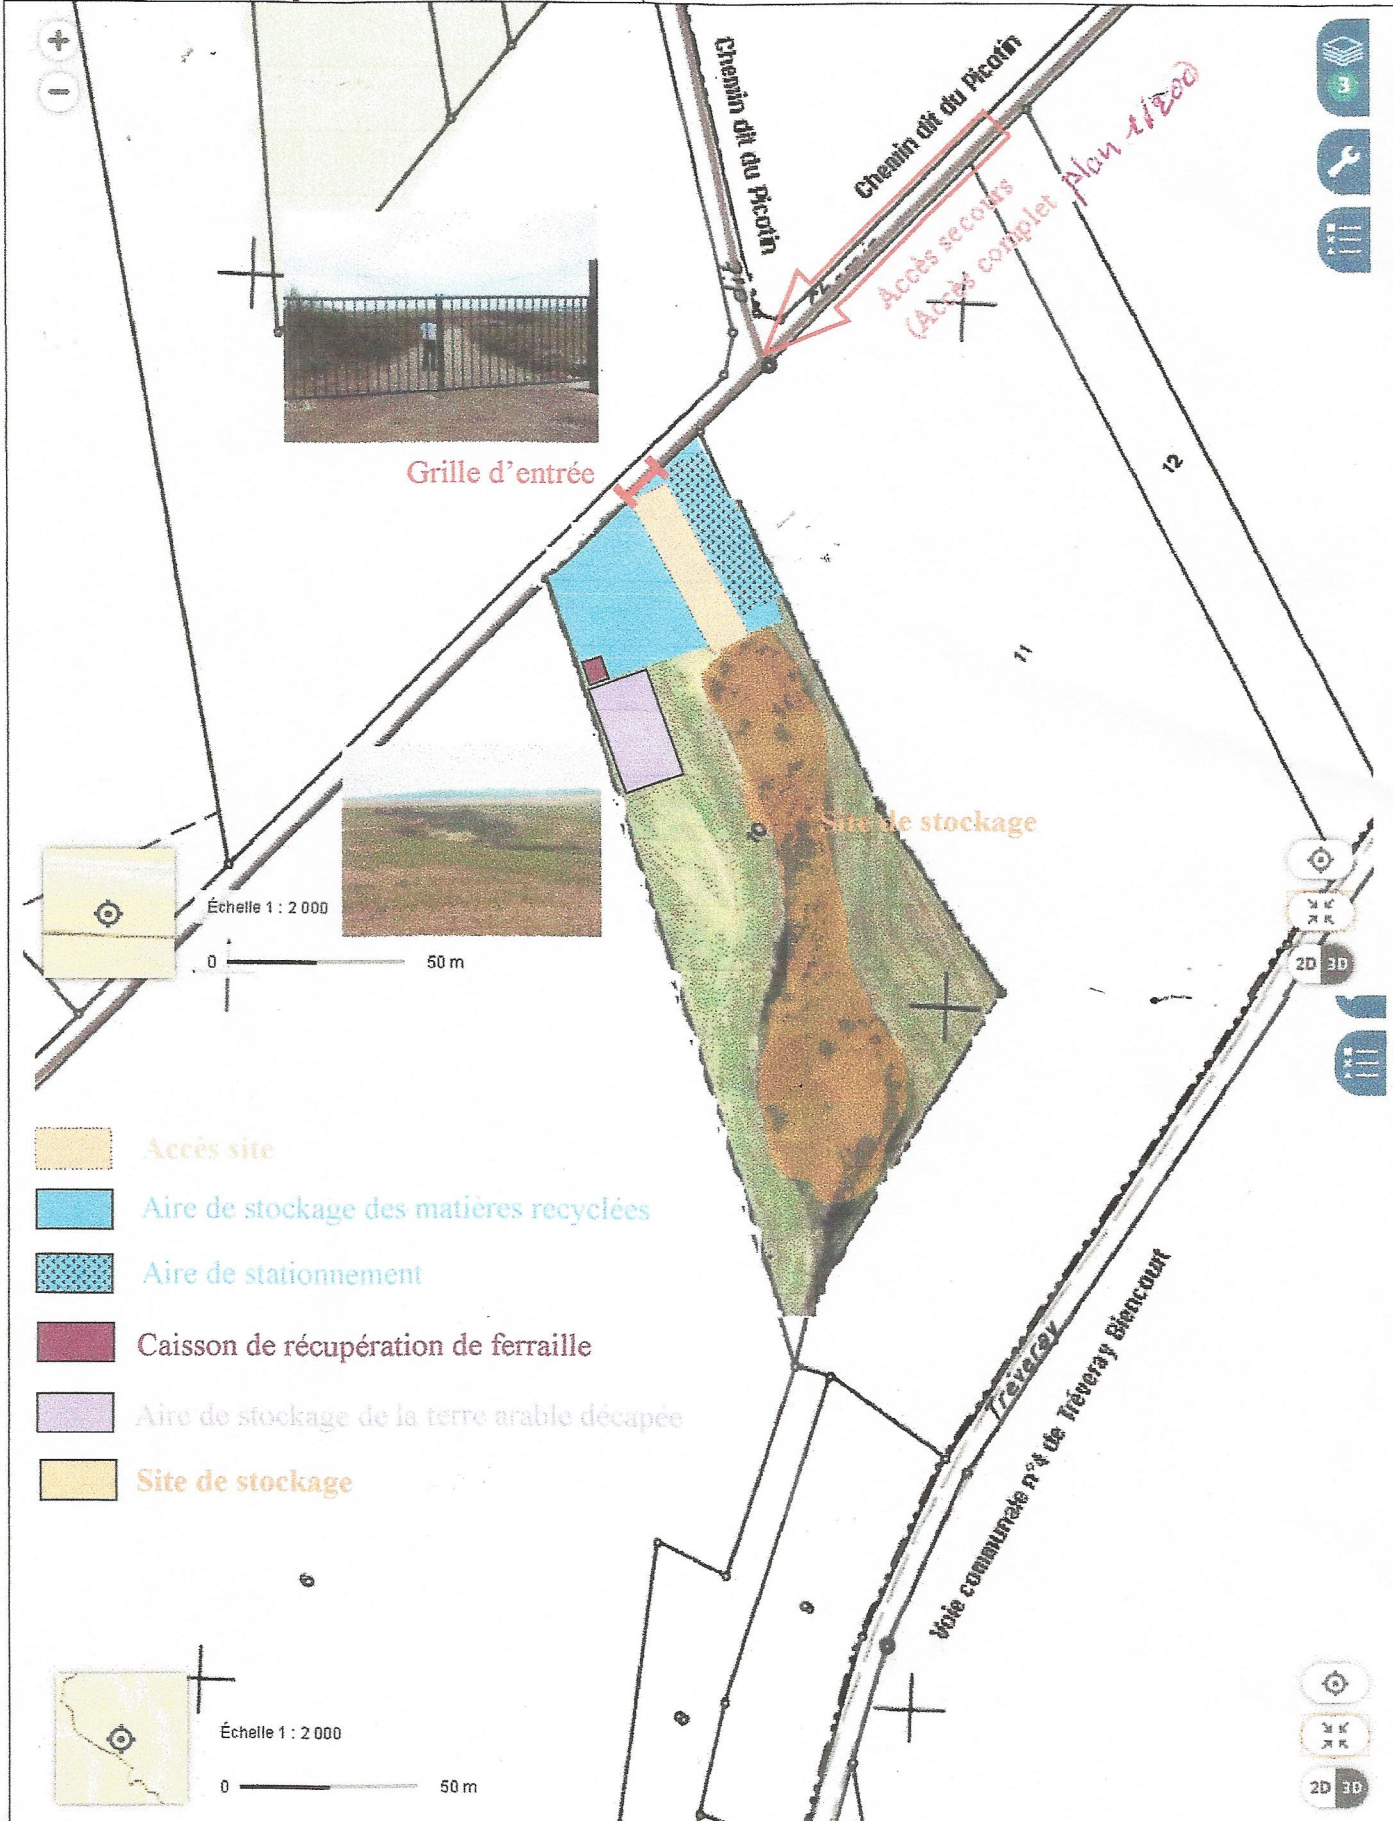 +
−
3
Chemin dit du Picotin
Chemin dit du Picotin
Accès secours
(Accès complet
plan 1/200)
Grille d'entrée
12
11
10
Site de stockage
Échelle 1 : 2 000
0 50 m
2D 3D
Accès site
Aire de stockage des matières recyclées
Aire de stationnement
Caisson de récupération de ferraille
Aire de stockage de la terre arable décapée
Site de stockage
Tréveray
Voie communale n°4 de Tréveray Biencourt
6
9
8
Échelle 1 : 2 000
0 50 m
2D 3D